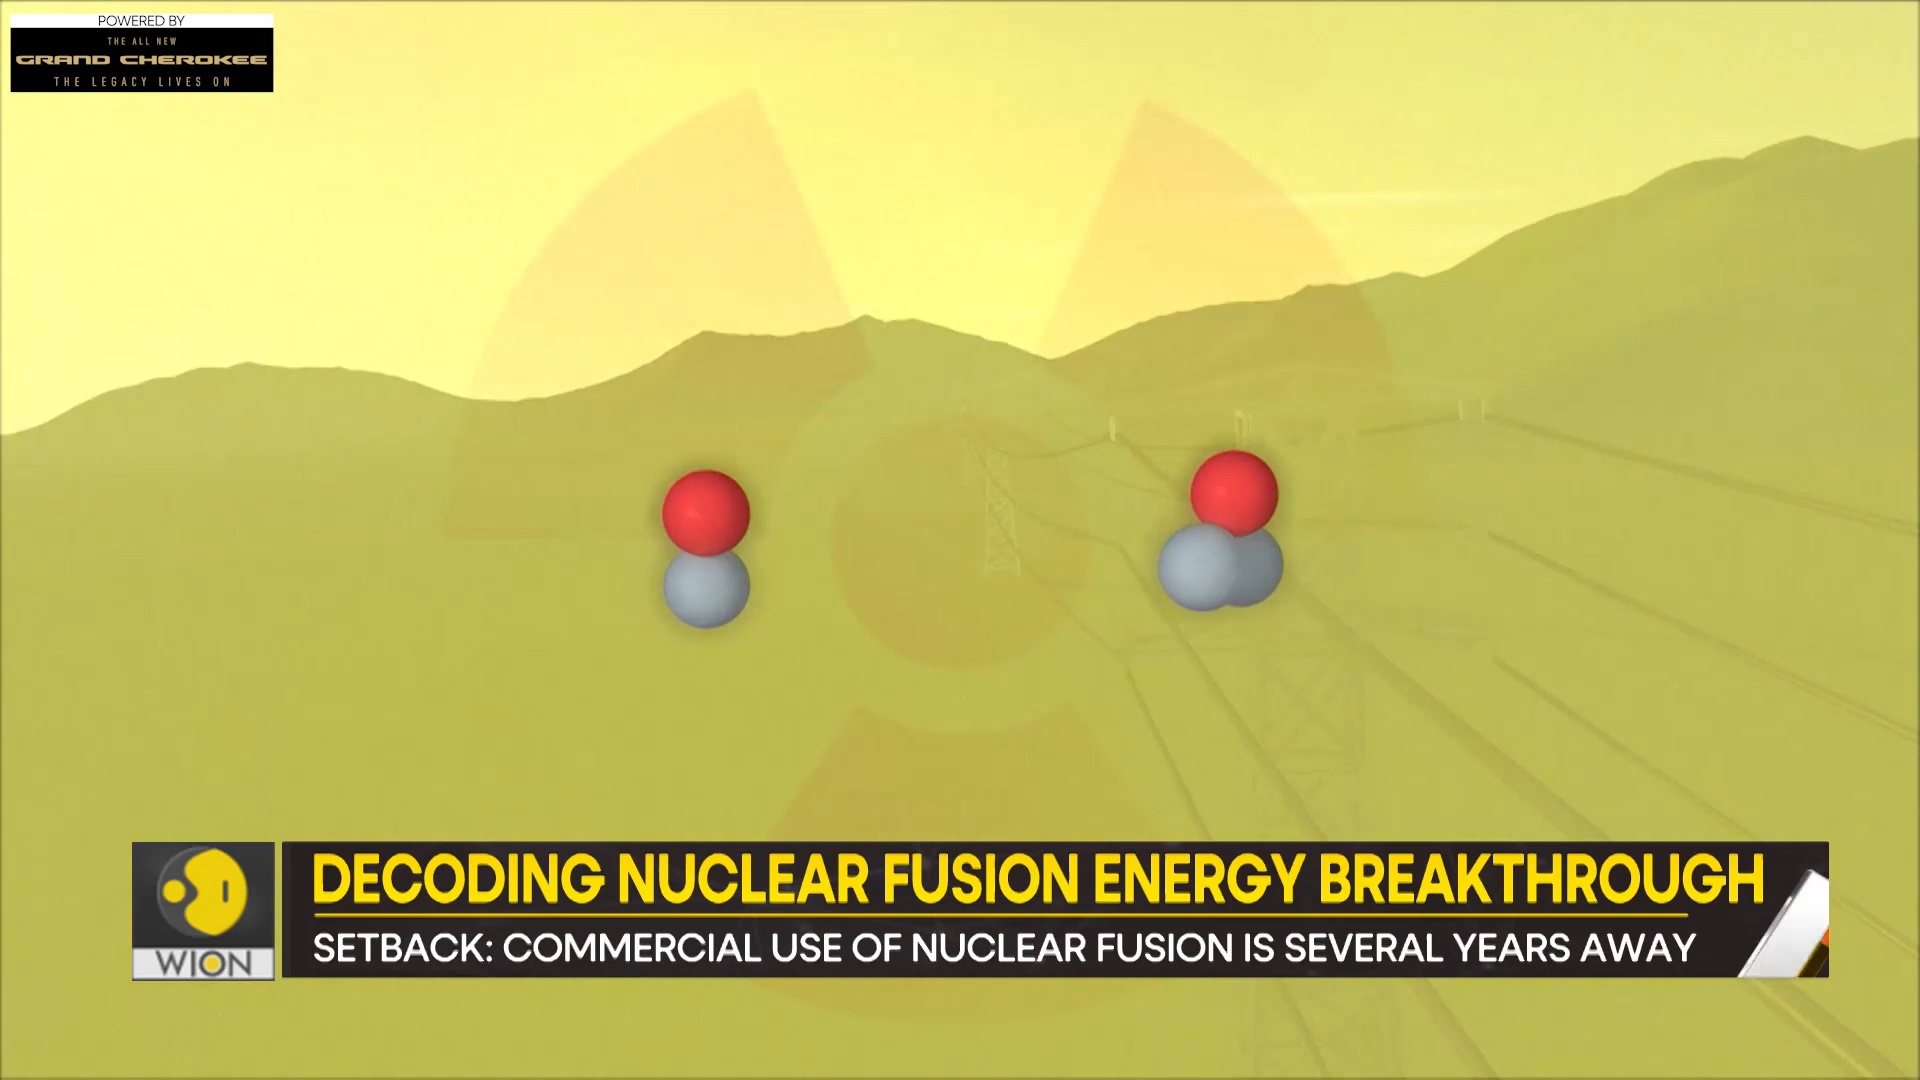 POWERED BY
THE ALL NEW
GRAND CHEROKEE
THE LEGACY LIVES ON
DECODING NUCLEAR FUSION ENERGY BREAKTHROUGH
SETBACK: COMMERCIAL USE OF NUCLEAR FUSION IS SEVERAL YEARS AWAY
WION